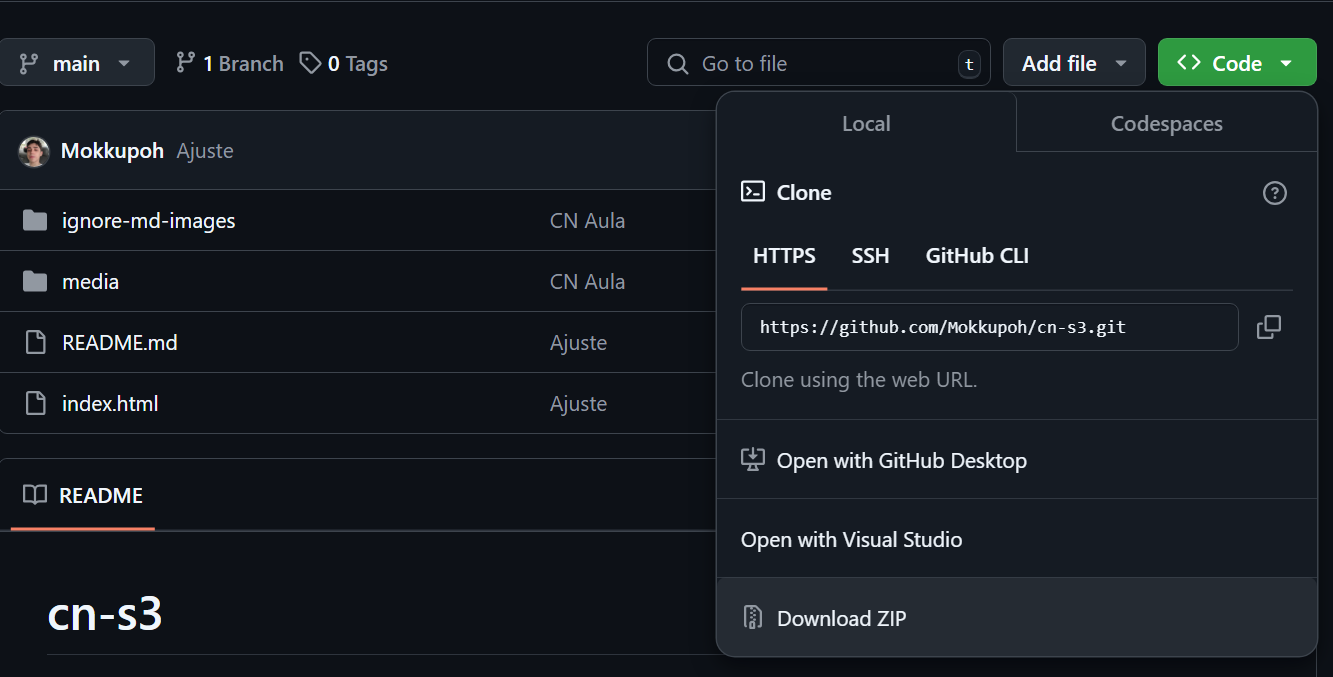 main 1 Branch 0 Tags Go to file t Add file Code
Local Codespaces
Mokkupoh Ajuste
Clone
ignore-md-images CN Aula
HTTPS SSH GitHub CLI
media CN Aula
https://github.com/Mokkupoh/cn-s3.git
README.md Ajuste
Clone using the web URL.
index.html Ajuste
Open with GitHub Desktop
README
Open with Visual Studio
cn-s3
Download ZIP